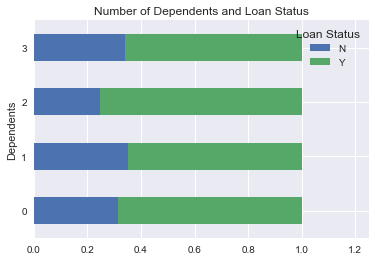 Number of Dependents and Loan Status
Loan Status
N
Y
Dependents
3
2
1
0
0.0 0.2 0.4 0.6 0.8 1.0 1.2